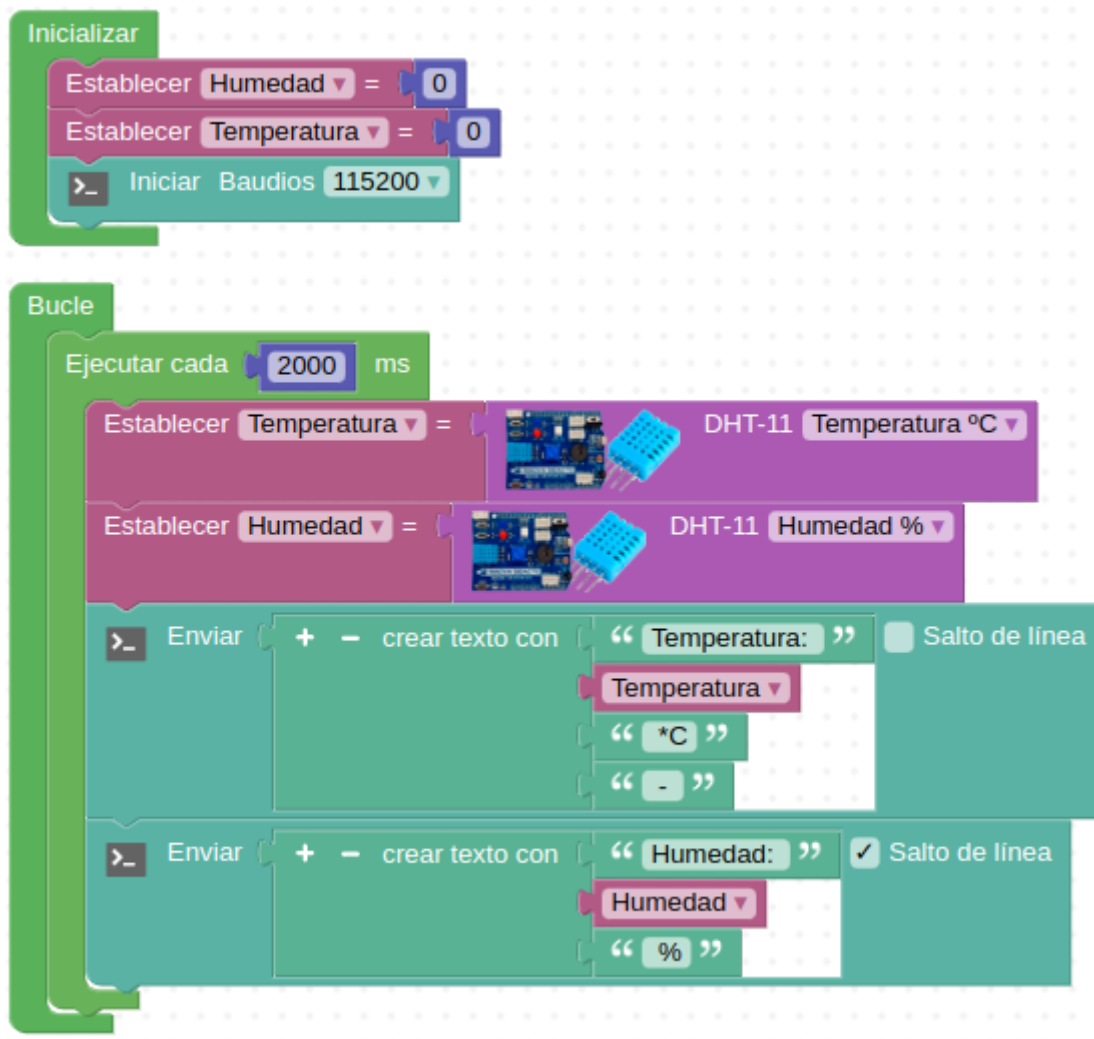 Inicializar
Establecer Humedad = 0
Establecer Temperatura = 0
>_ Iniciar Baudios 115200
Bucle
Ejecutar cada 2000 ms
Establecer Temperatura = DHT-11 Temperatura ºC
Establecer Humedad = DHT-11 Humedad %
>_ Enviar + − crear texto con “ Temperatura: ” Salto de línea
Temperatura
“ *C ”
“ - ”
>_ Enviar + − crear texto con “ Humedad: ” ✓ Salto de línea
Humedad
“ % ”